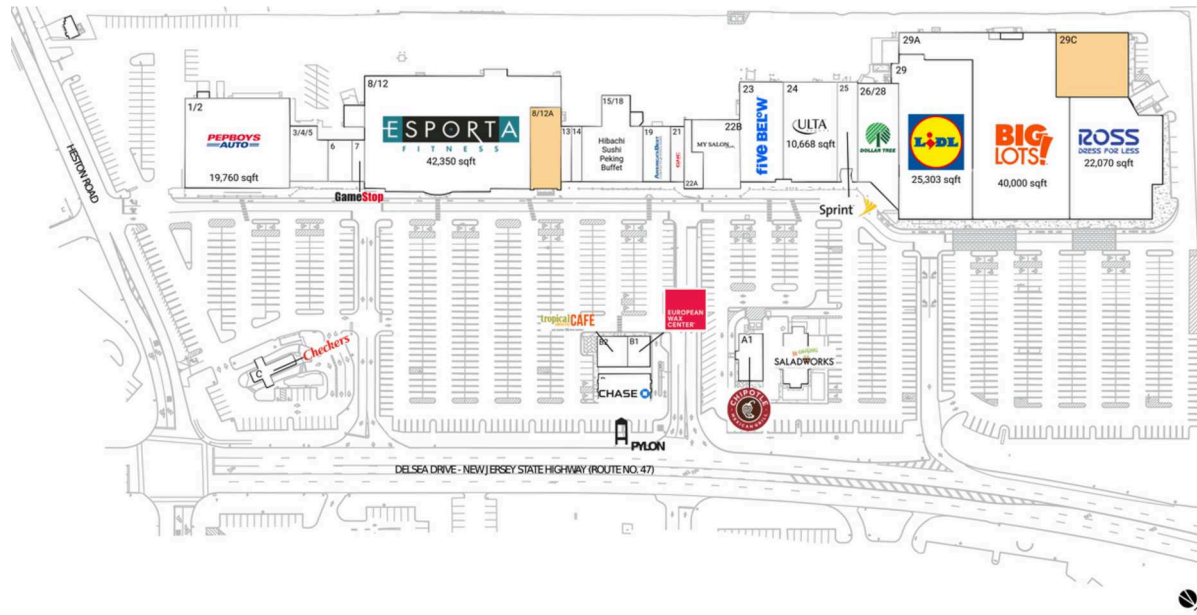 29A
29C
8/12
29
1/2
23
24
25
26/28
15/18
8/12A
22B
3/4/5
13
14
19
21
6
7
PEPBOYS
AUTO
19,760 sqft
ESPORTA
FITNESS
42,350 sqft
Hibachi
Sushi
Peking
Buffet
GNC
MY SALON
22A
five BELOW
ULTA
10,668 sqft
DOLLAR TREE
LIDL
25,303 sqft
BIG
LOTS!
40,000 sqft
ROSS
DRESS FOR LESS
22,070 sqft
GameStop
Sprint
HESTON ROAD
tropical CAFE
EUROPEAN
WAX
CENTER
B2
B1
A1
Checkers
C
SALADWORKS
CHASE
CHIPOTLE
MEXICAN GRILL
PYLON
DELSEA DRIVE - NEW JERSEY STATE HIGHWAY (ROUTE NO. 47)